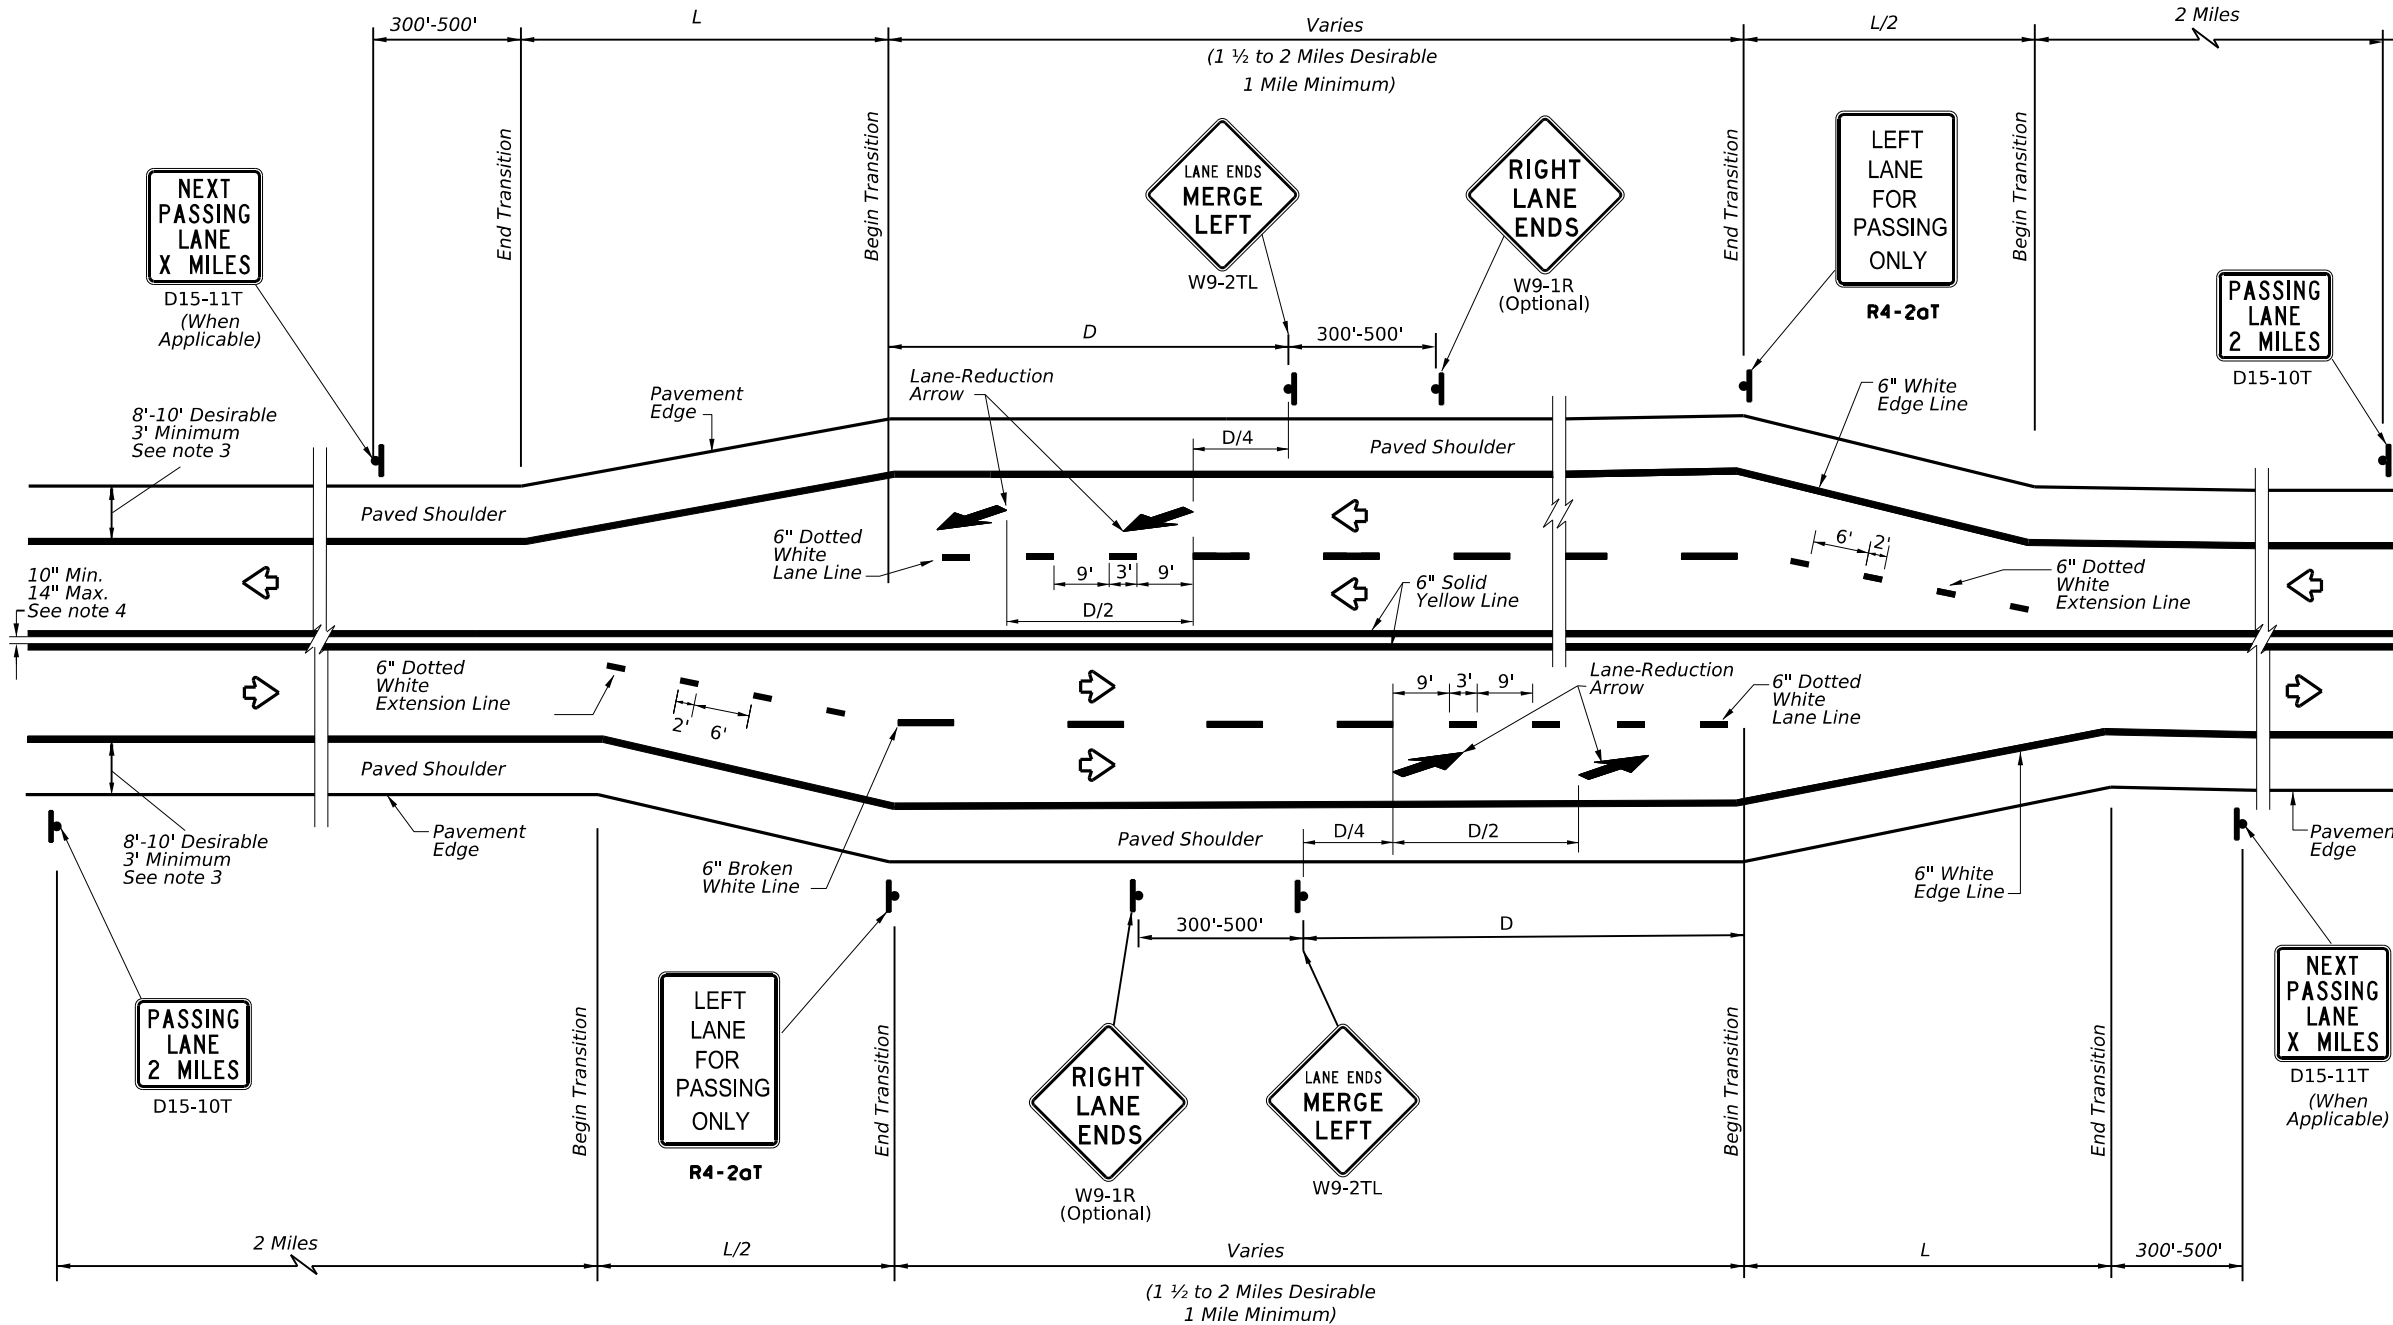 300'-500'
L
Varies
(1 ½ to 2 Miles Desirable
1 Mile Minimum)
L/2
2 Miles
End Transition
Begin Transition
End Transition
Begin Transition
NEXT
PASSING
LANE
X MILES
D15-11T
(When
Applicable)
LANE ENDS
MERGE
LEFT
W9-2TL
RIGHT
LANE
ENDS
W9-1R
(Optional)
LEFT
LANE
FOR
PASSING
ONLY
R4-2aT
PASSING
LANE
2 MILES
D15-10T
D
300'-500'
8'-10' Desirable
3' Minimum
See note 3
Pavement
Edge
Lane-Reduction
Arrow
D/4
Paved Shoulder
6" White
Edge Line
Paved Shoulder
6" Dotted
White
Lane Line
9'
3'
9'
D/2
6'
2'
10" Min.
14" Max.
See note 4
6" Solid
Yellow Line
6" Dotted
White
Extension Line
6" Dotted
White
Extension Line
2'
6'
9'
3'
9'
Lane-Reduction
Arrow
6" Dotted
White
Lane Line
Paved Shoulder
8'-10' Desirable
3' Minimum
See note 3
Pavement
Edge
6" Broken
White Line
Paved Shoulder
D/4
D/2
6" White
Edge Line
Pavemen
Edge
300'-500'
D
PASSING
LANE
2 MILES
D15-10T
Begin Transition
LEFT
LANE
FOR
PASSING
ONLY
R4-2aT
End Transition
RIGHT
LANE
ENDS
W9-1R
(Optional)
LANE ENDS
MERGE
LEFT
W9-2TL
Begin Transition
End Transition
NEXT
PASSING
LANE
X MILES
D15-11T
(When
Applicable)
2 Miles
L/2
Varies
(1 ½ to 2 Miles Desirable
1 Mile Minimum)
L
300'-500'